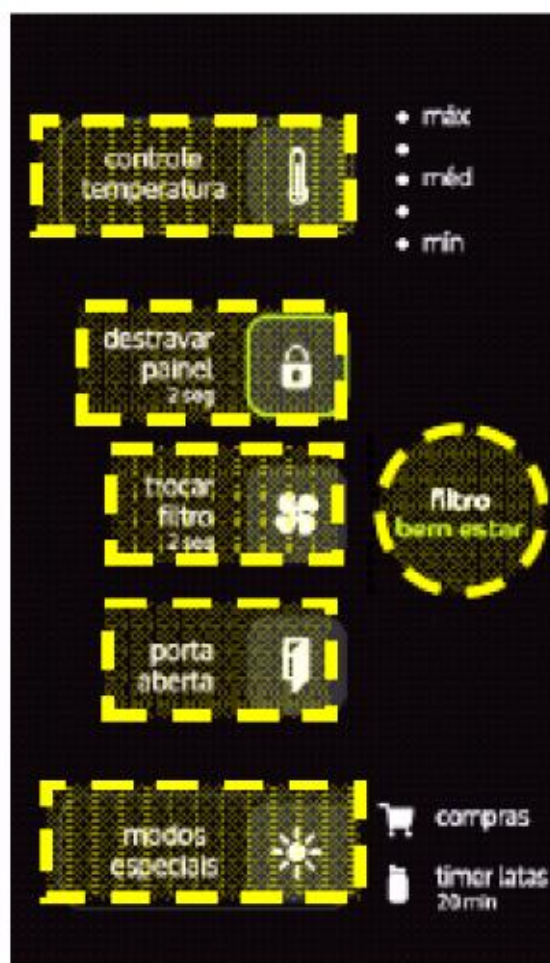 controle
temperatura
máx
méd
mín
destravar
painel
2 seg
trocar
filtro
2 seg
filtro
bem estar
porta
aberta
modos
especiais
compras
timer latas
20 min